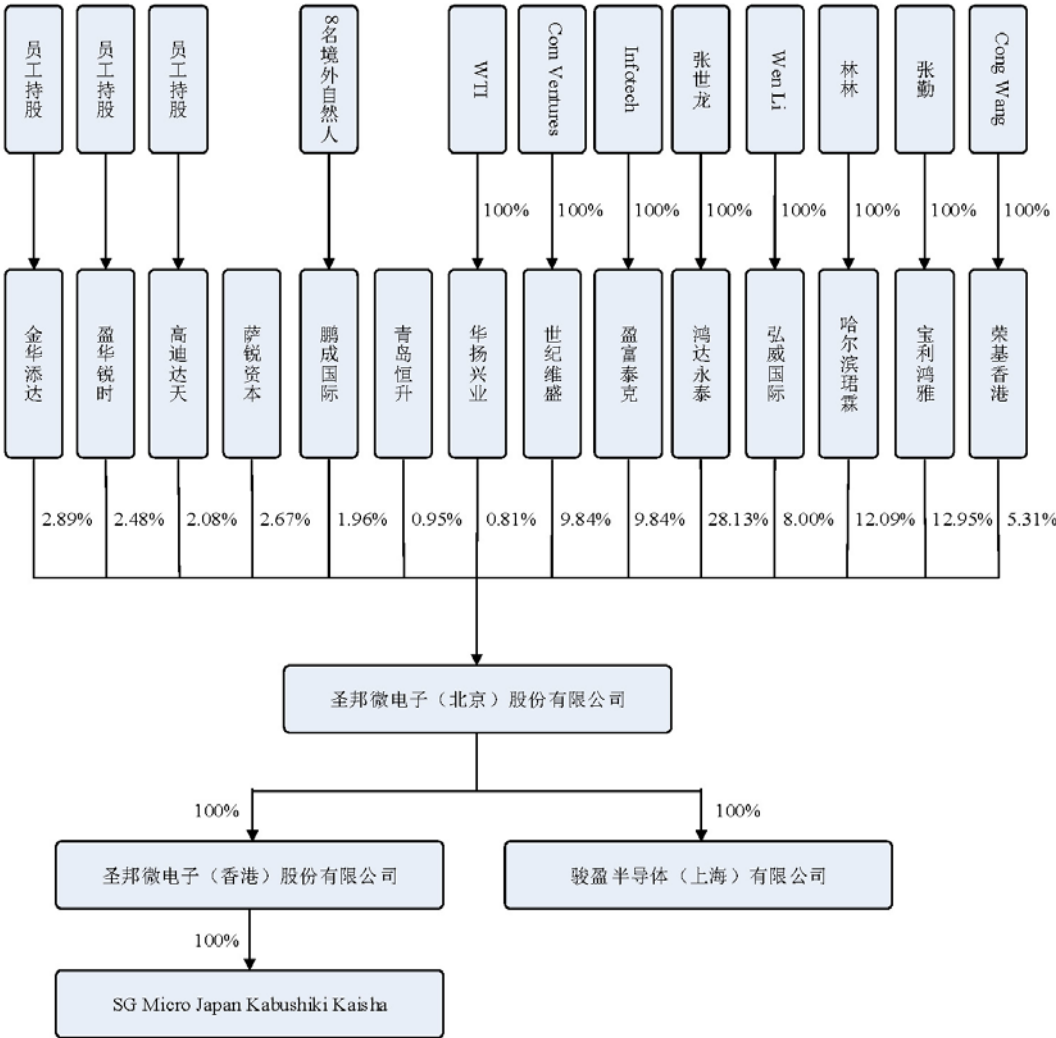 员工持股
员工持股
员工持股
8名境外自然人
WTI
Com Ventures
Infotech
张世龙
Wen Li
林林
张勤
Cong Wang
100%
100%
100%
100%
100%
100%
100%
100%
金华添达
盈华锐时
高迪达天
萨锐资本
鹏成国际
青岛恒升
华扬兴业
世纪维盛
盈富泰克
鸿达永泰
弘威国际
哈尔滨珺霖
宝利鸿雅
荣基香港
2.89%
2.48%
2.08%
2.67%
1.96%
0.95%
0.81%
9.84%
9.84%
28.13%
8.00%
12.09%
12.95%
5.31%
圣邦微电子（北京）股份有限公司
100%
100%
圣邦微电子（香港）股份有限公司
骏盈半导体（上海）有限公司
100%
SG Micro Japan Kabushiki Kaisha